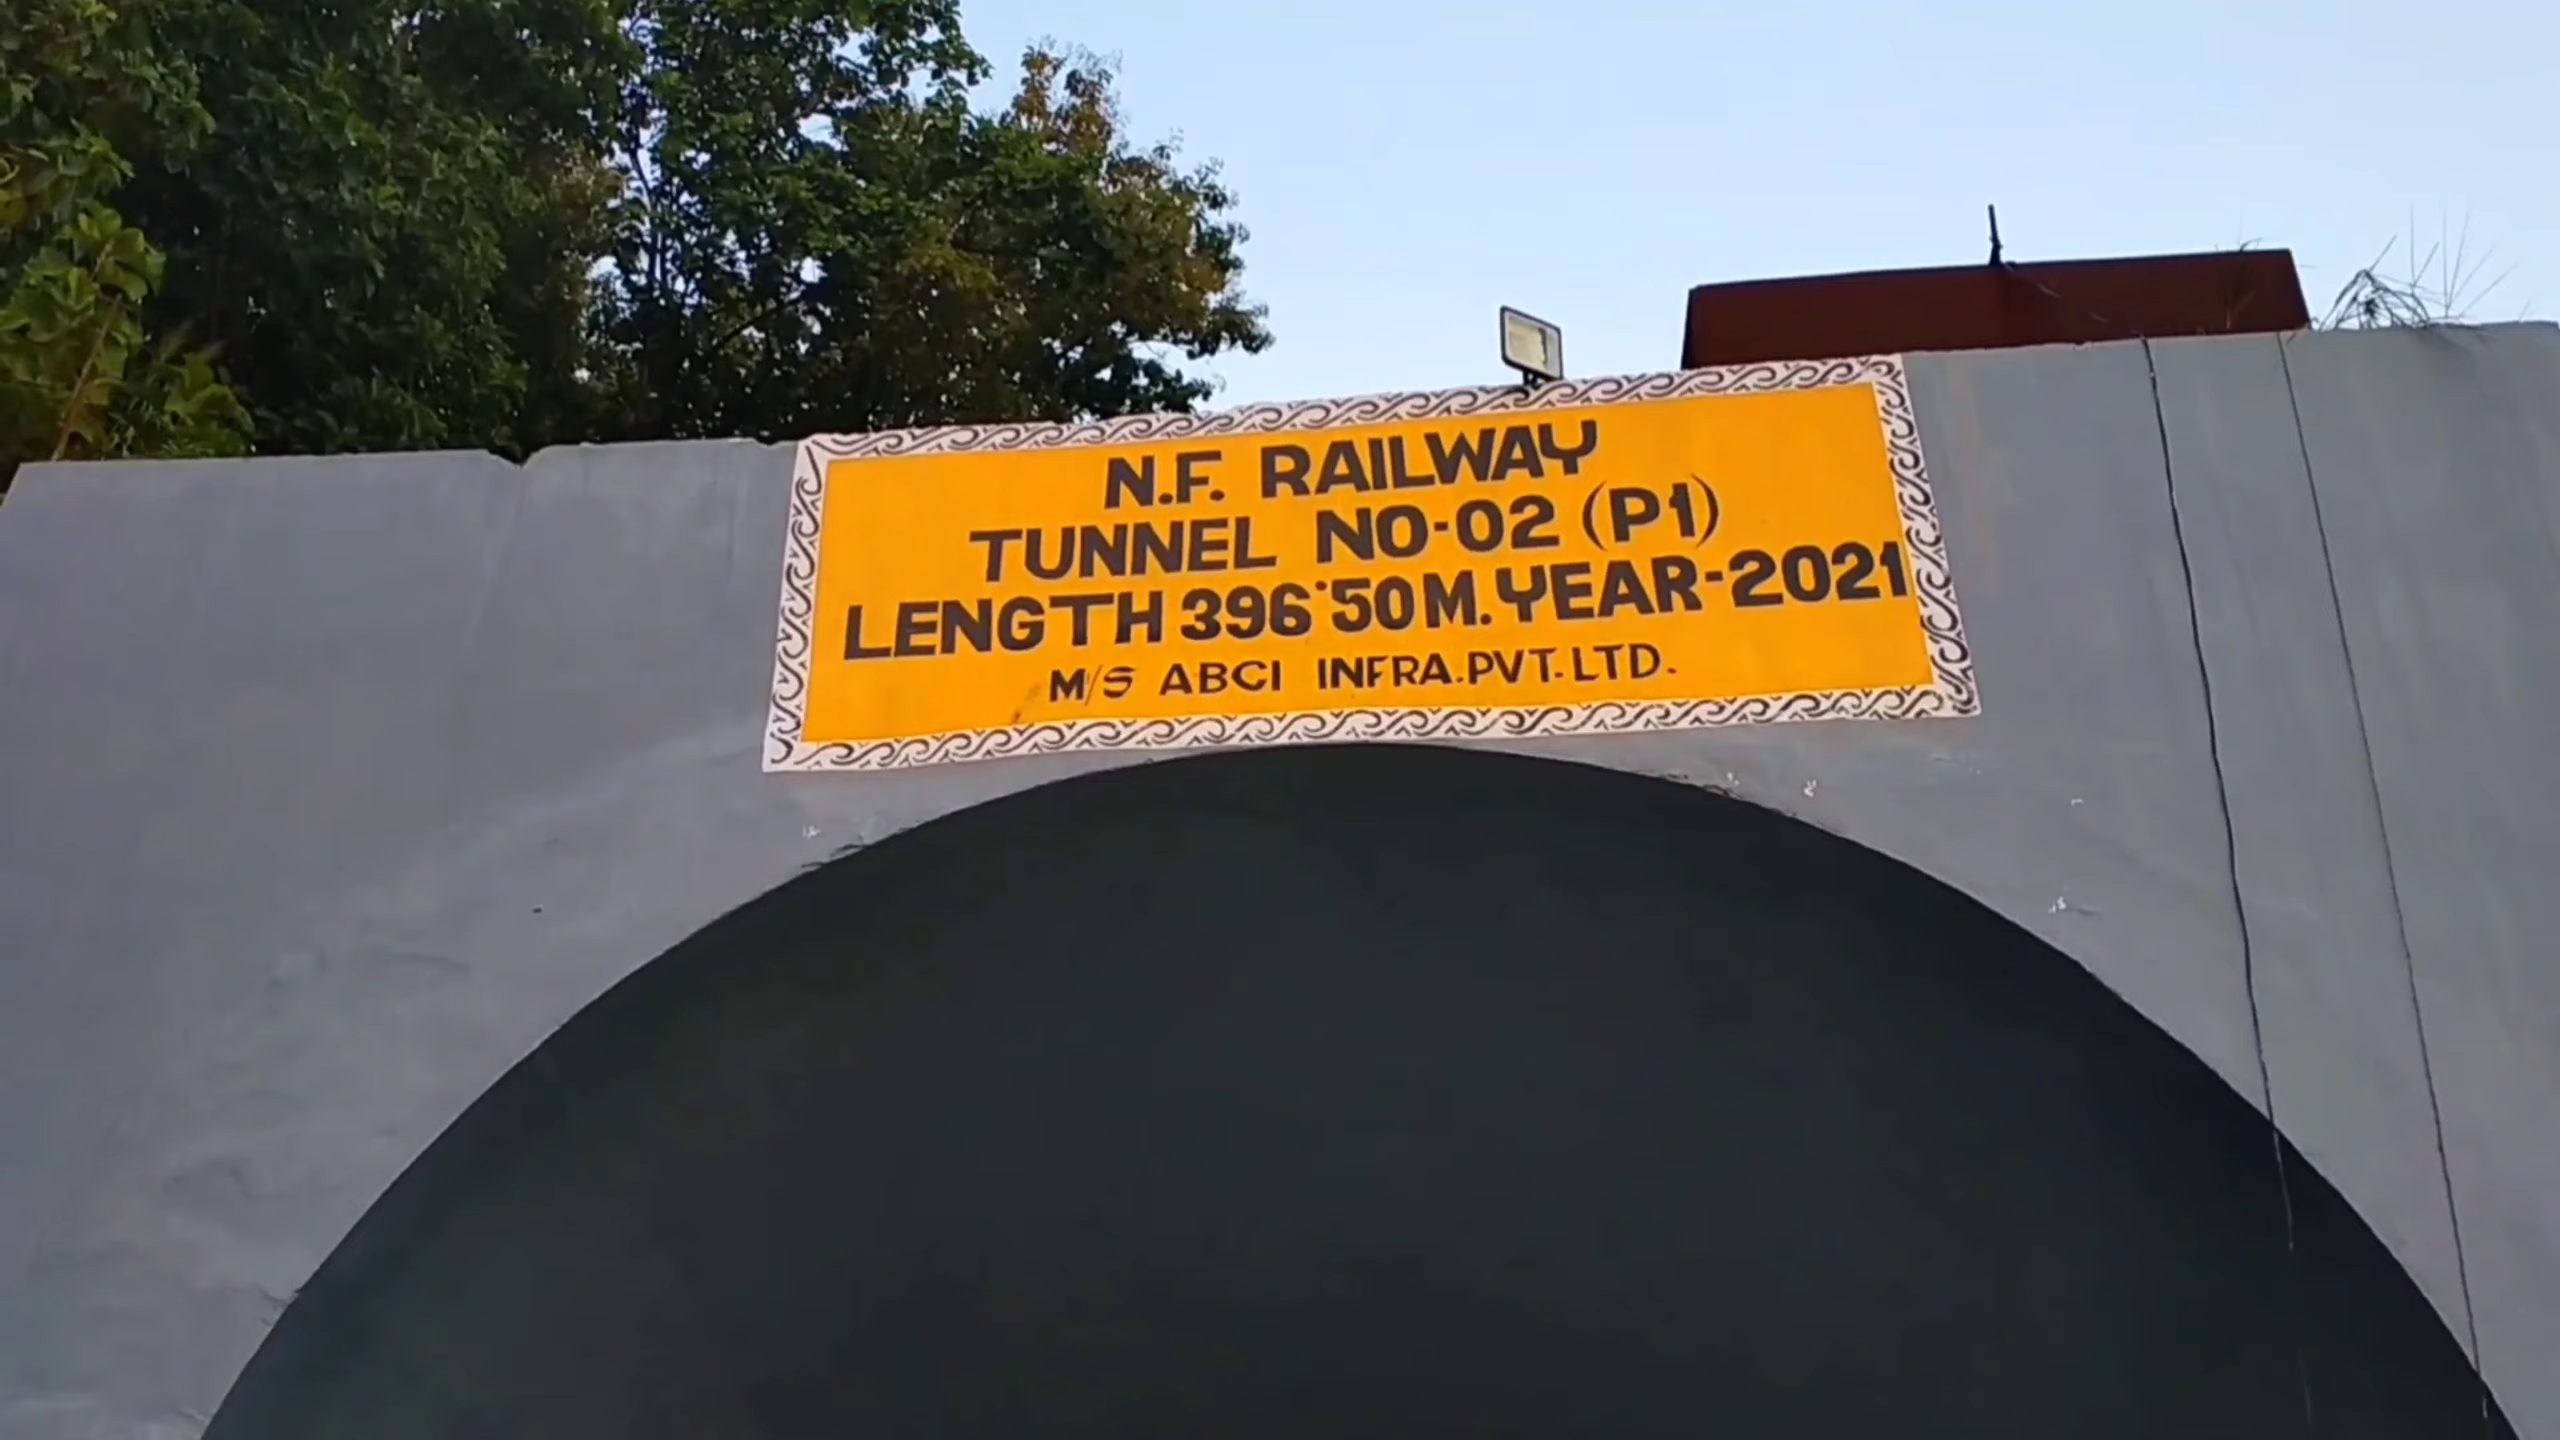 N.F. RAILWAY
TUNNEL NO-02 (P1)
LENGTH 396·50 M. YEAR-2021
M/S ABCI INFRA. PVT. LTD.